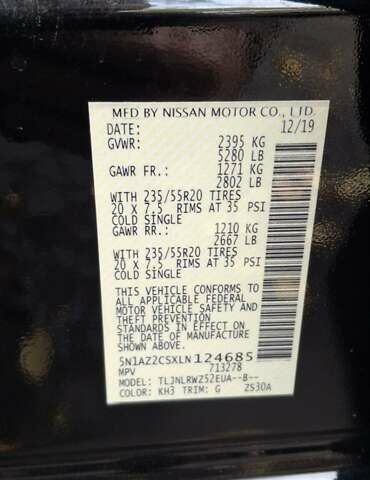 MFD BY NISSAN MOTOR CO., LTD.
DATE: 12/19
GVWR: 2395 KG
5280 LB
GAWR FR.: 1271 KG
2802 LB
WITH 235/55R20 TIRES
20 X 7.5 RIMS AT 35 PSI
COLD SINGLE
GAWR RR.: 1210 KG
2667 LB
WITH 235/55R20 TIRES
20 X 7.5 RIMS AT 35 PSI
COLD SINGLE
THIS VEHICLE CONFORMS TO
ALL APPLICABLE FEDERAL
MOTOR VEHICLE SAFETY AND
THEFT PREVENTION
STANDARDS IN EFFECT ON
THE DATE OF MANUFACTURE
SHOWN ABOVE.
5N1AZ2CSXLN124685
MPV 713278
MODEL: TLJNLRWZ52EUA--B--
COLOR: KH3 TRIM: G ZS30A